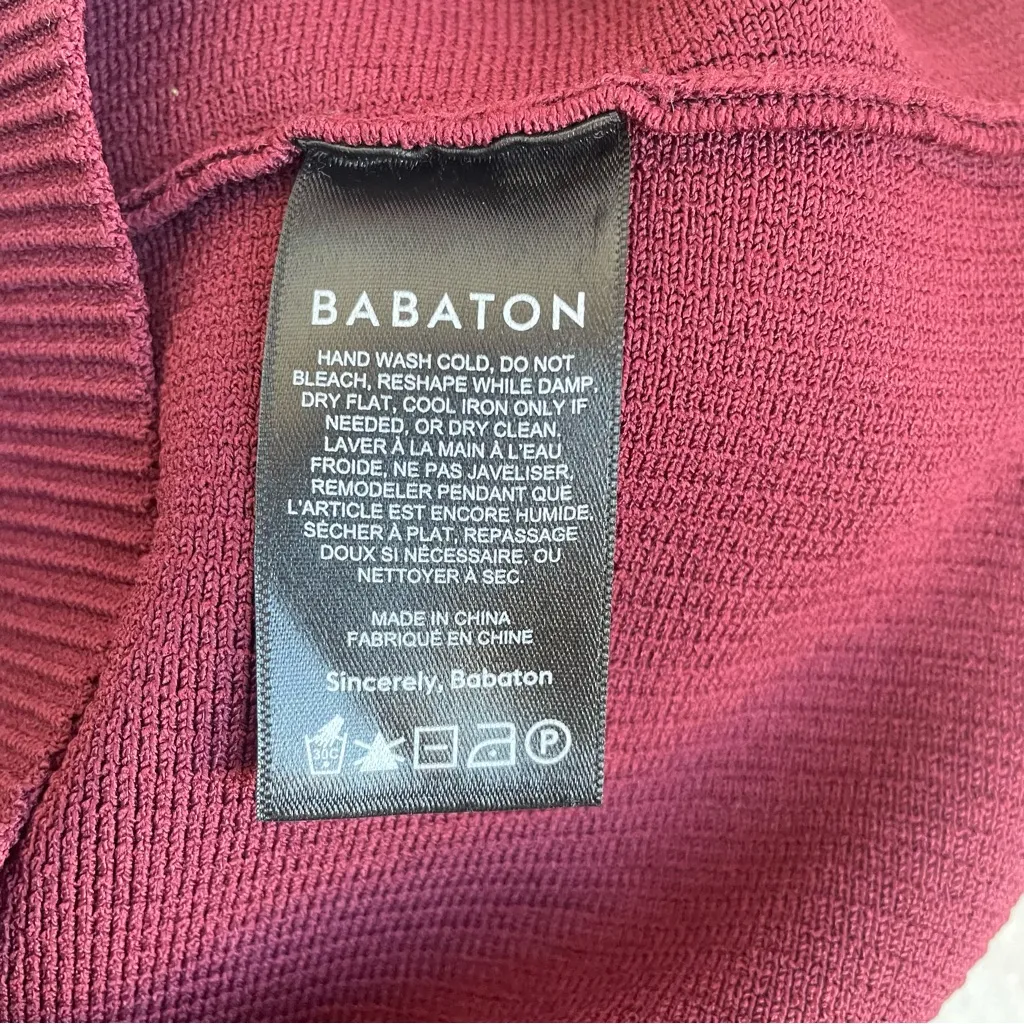 BABATON
HAND WASH COLD, DO NOT
BLEACH, RESHAPE WHILE DAMP,
DRY FLAT, COOL IRON ONLY IF
NEEDED, OR DRY CLEAN.
LAVER À LA MAIN À L'EAU
FROIDE, NE PAS JAVELISER,
REMODELER PENDANT QUE
L'ARTICLE EST ENCORE HUMIDE,
SÉCHER À PLAT, REPASSAGE
DOUX SI NÉCESSAIRE, OU
NETTOYER À SEC.
MADE IN CHINA
FABRIQUÉ EN CHINE
Sincerely, Babaton
30C P